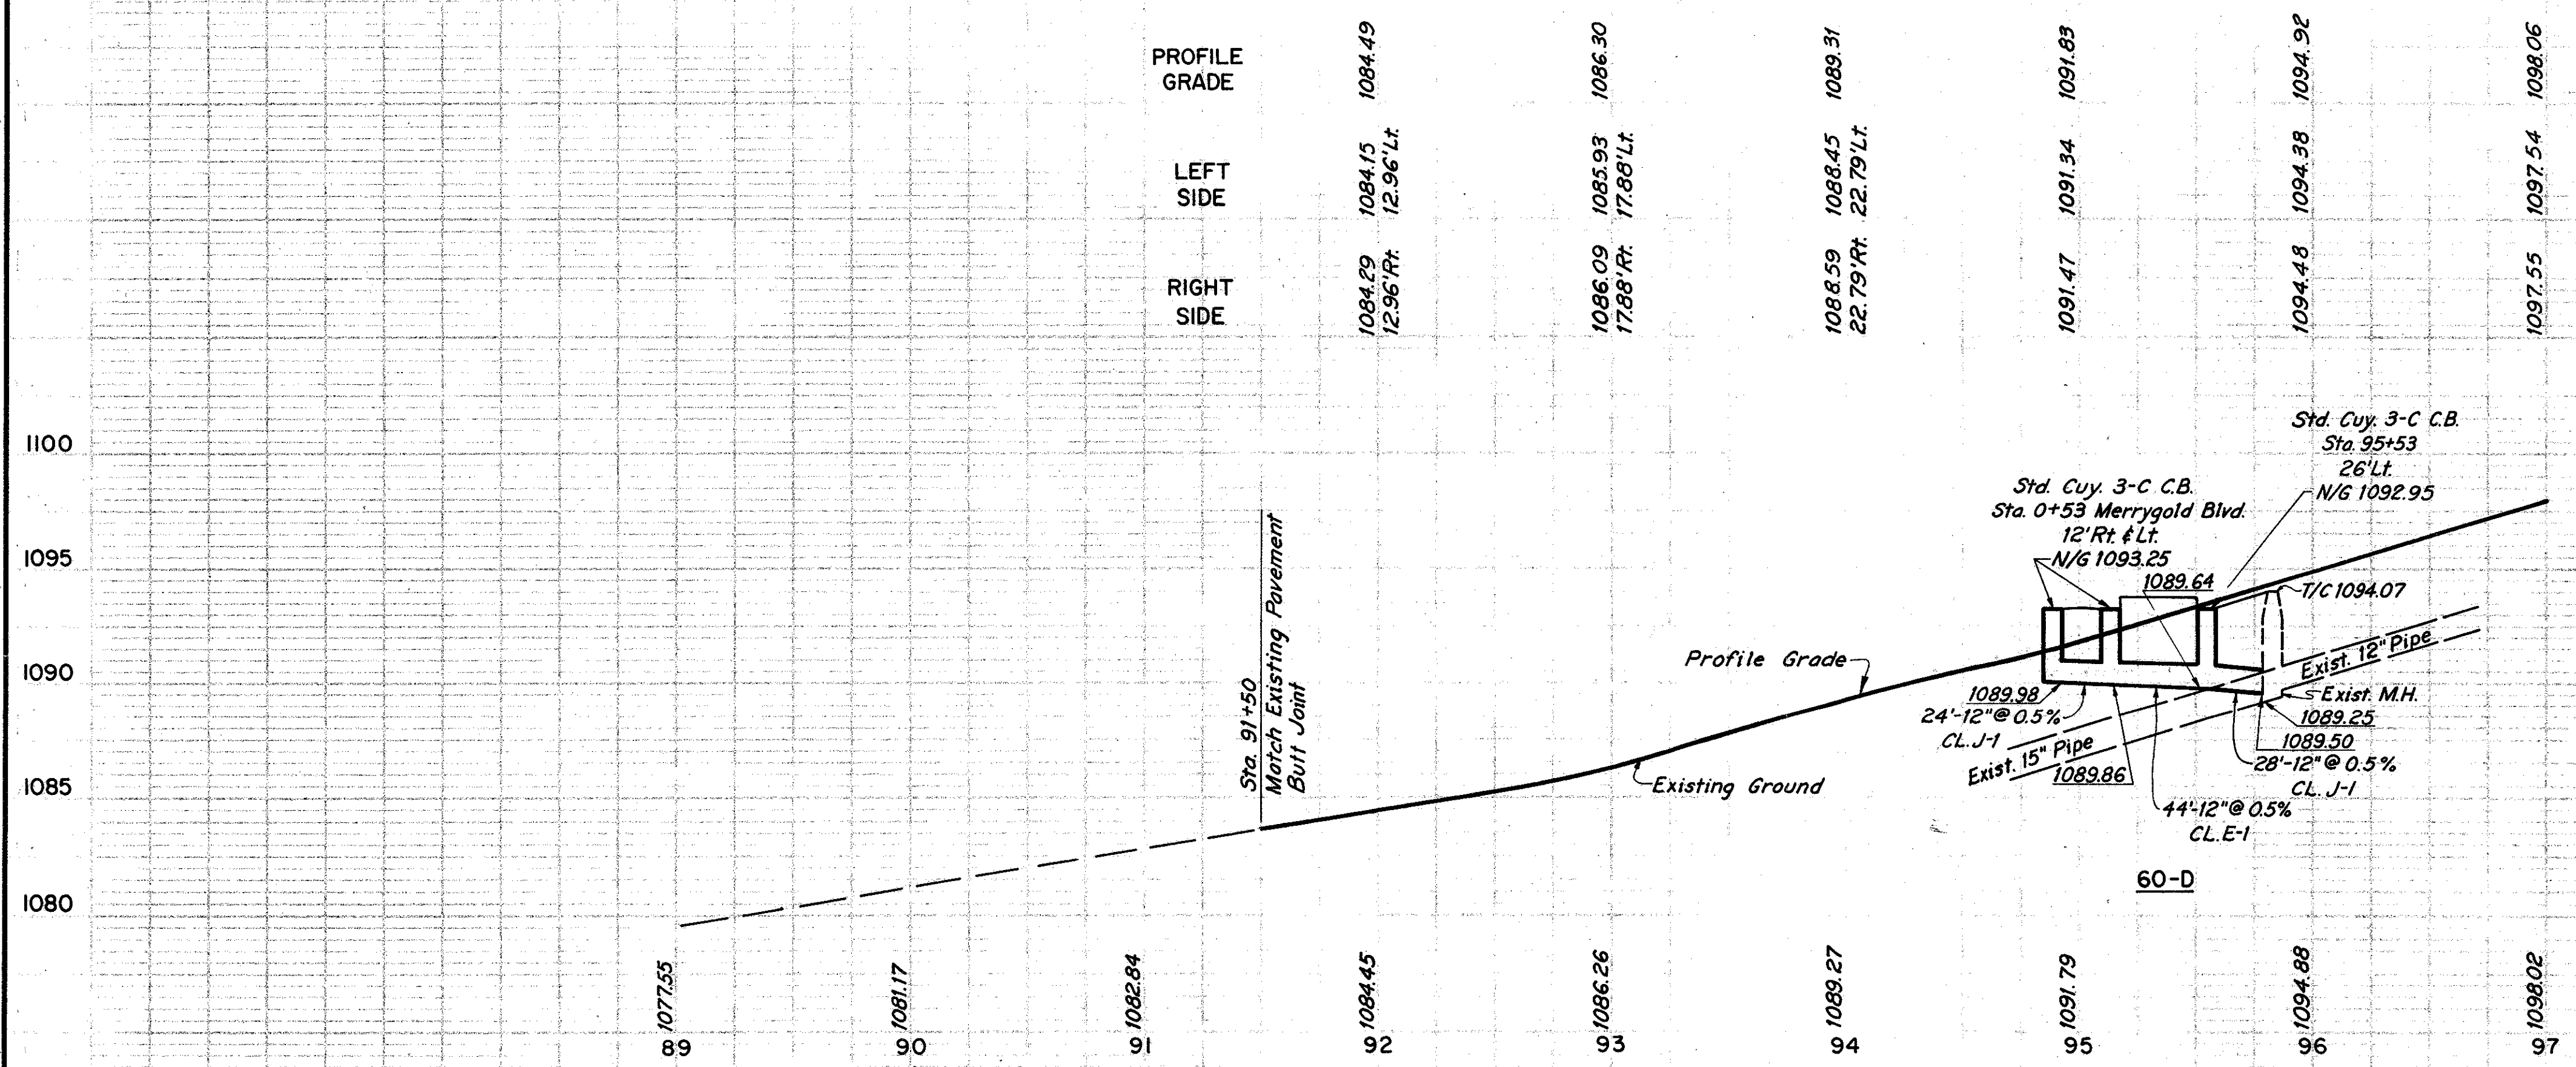 PROFILE
GRADE
1084.49
1086.30
1089.31
1091.83
1094.92
1098.06
LEFT
SIDE
1084.15
12.96'Lt.
1085.93
17.88'Lt.
1088.45
22.79'Lt.
1091.34
1094.38
1097.54
RIGHT
SIDE
1084.29
12.96'Rt.
1086.09
17.88'Rt.
1088.59
22.79'Rt.
1091.47
1094.48
1097.55
1100
1095
1090
1085
1080
Std. Cuy. 3-C C.B.
Sta. 95+53
26'Lt.
N/G 1092.95
Std. Cuy. 3-C C.B.
Sta. 0+53 Merrygold Blvd.
12' Rt. & Lt.
N/G 1093.25
1089.64
T/C 1094.07
Sta. 91+50
Match Existing Pavement
Butt Joint
Profile Grade
Existing Ground
Exist. 12" Pipe
Exist. M.H.
1089.98
24'-12"@ 0.5%
CL. J-1
Exist. 15" Pipe
1089.86
1089.25
1089.50
28'-12"@ 0.5%
CL. J-1
44'-12"@ 0.5%
CL.E-1
60-D
1077.55
1081.17
1082.84
1084.45
1086.26
1089.27
1091.79
1094.88
1098.02
89
90
91
92
93
94
95
96
97